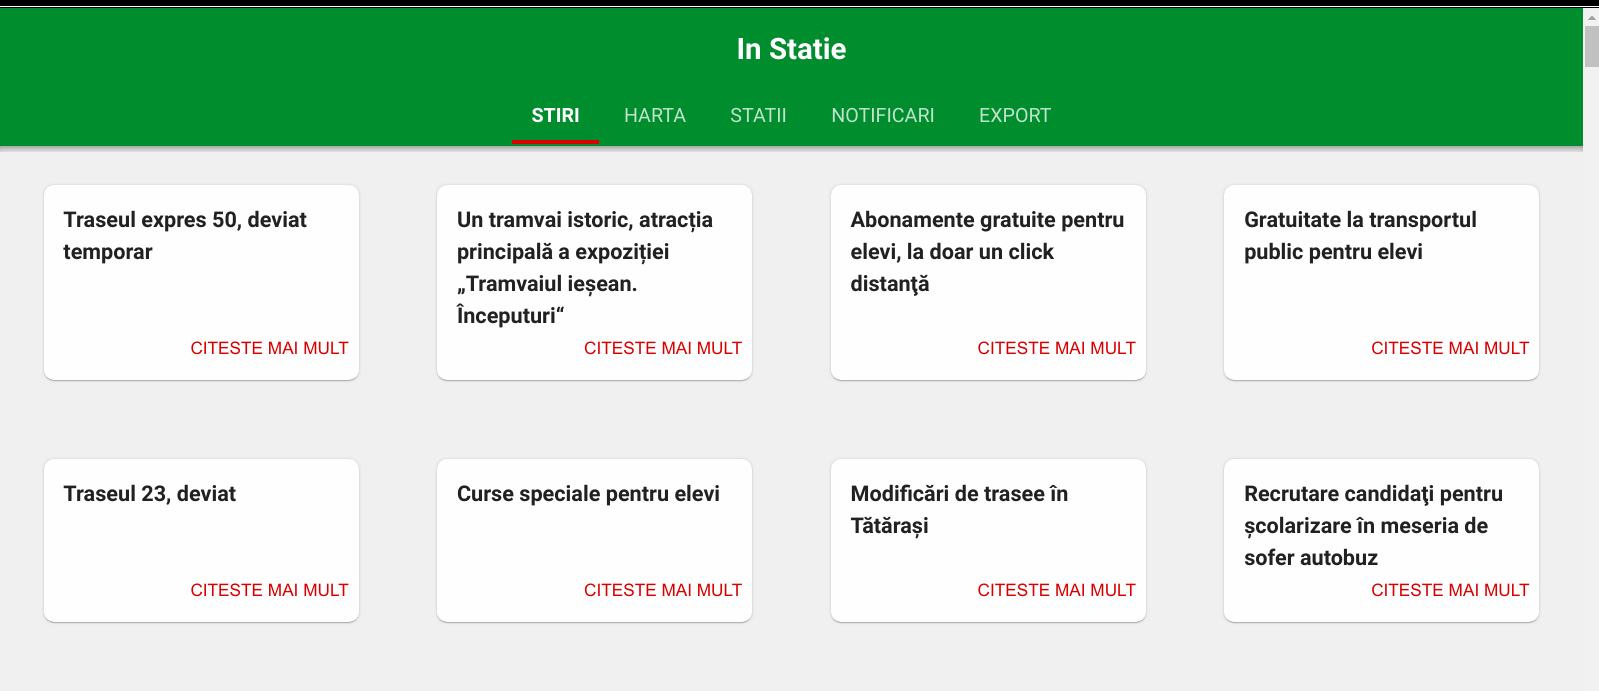 In Statie
STIRI HARTA STATII NOTIFICARI EXPORT
Traseul expres 50, deviat
temporar
CITESTE MAI MULT
Un tramvai istoric, atracția
principală a expoziției
„Tramvaiul ieșean.
Începuturi“
CITESTE MAI MULT
Abonamente gratuite pentru
elevi, la doar un click
distanţă
CITESTE MAI MULT
Gratuitate la transportul
public pentru elevi
CITESTE MAI MULT
Traseul 23, deviat
CITESTE MAI MULT
Curse speciale pentru elevi
CITESTE MAI MULT
Modificări de trasee în
Tătărași
CITESTE MAI MULT
Recrutare candidaţi pentru
școlarizare în meseria de
sofer autobuz
CITESTE MAI MULT